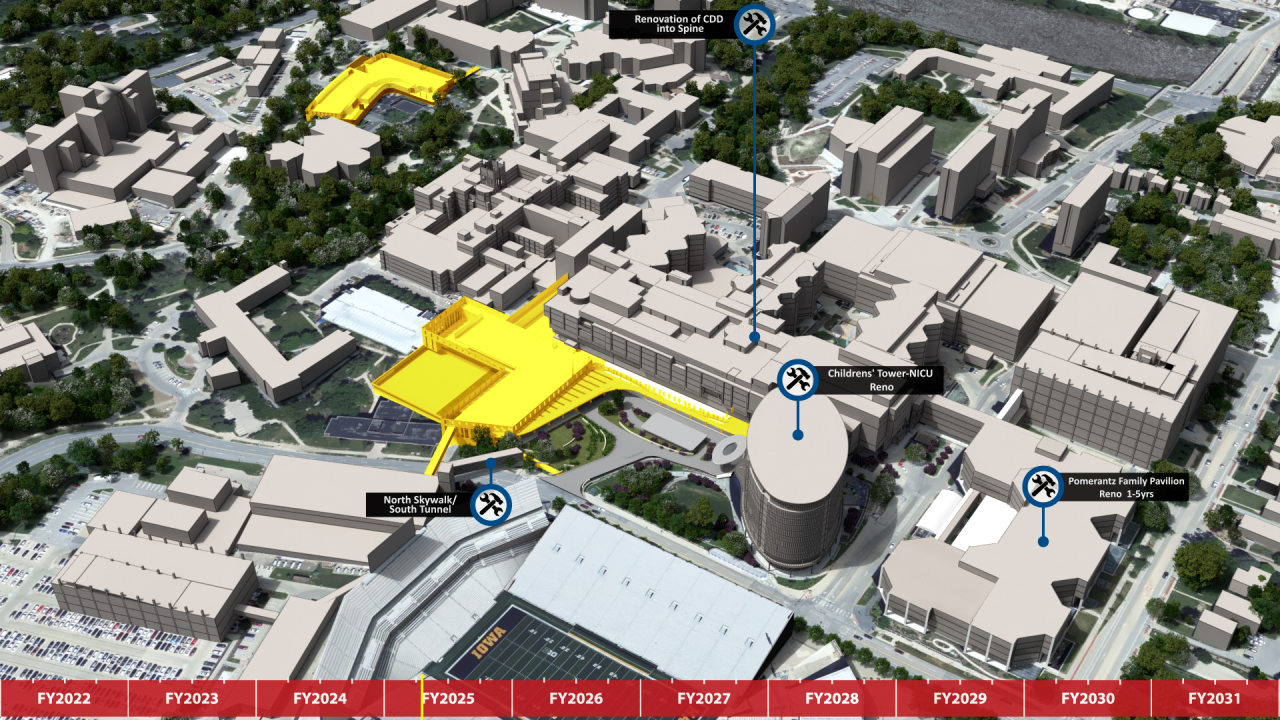 Renovation of CDD
into Spine
Childrens' Tower-NICU
Reno
Pomerantz Family Pavilion
Reno 1-5yrs
North Skywalk/
South Tunnel
IOWA
FY2022
FY2023
FY2024
FY2025
FY2026
FY2027
FY2028
FY2029
FY2030
FY2031